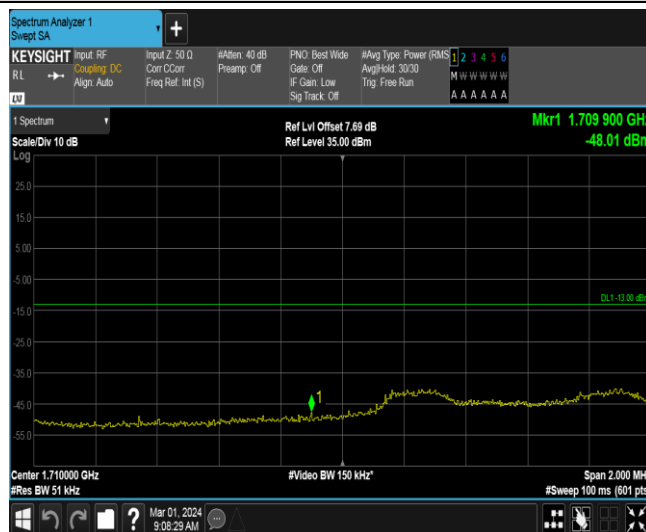 Spectrum Analyzer 1
Swept SA
+
KEYSIGHT
RL
Input: RF
Coupling: DC
Align: Auto
Input Z: 50 Ω
Corr CCorr
Freq Ref: Int (S)
#Atten: 40 dB
Preamp: Off
PNO: Best Wide
Gate: Off
IF Gain: Low
Sig Track: Off
#Avg Type: Power (RMS
Avg|Hold: 30/30
Trig: Free Run
1 2 3 4 5 6
M W W W W W
A A A A A A
1 Spectrum
Scale/Div 10 dB
Ref Lvl Offset 7.69 dB
Ref Level 35.00 dBm
Mkr1 1.709 900 GHz
-48.01 dBm
Log
25.0
15.0
5.00
-5.00
DL1 -13.00 dBm
-15.0
-25.0
-35.0
1
-45.0
-55.0
Center 1.710000 GHz
#Video BW 150 kHz*
Span 2.000 MH
#Res BW 51 kHz
#Sweep 100 ms (601 pts
?
Mar 01, 2024
9:08:29 AM